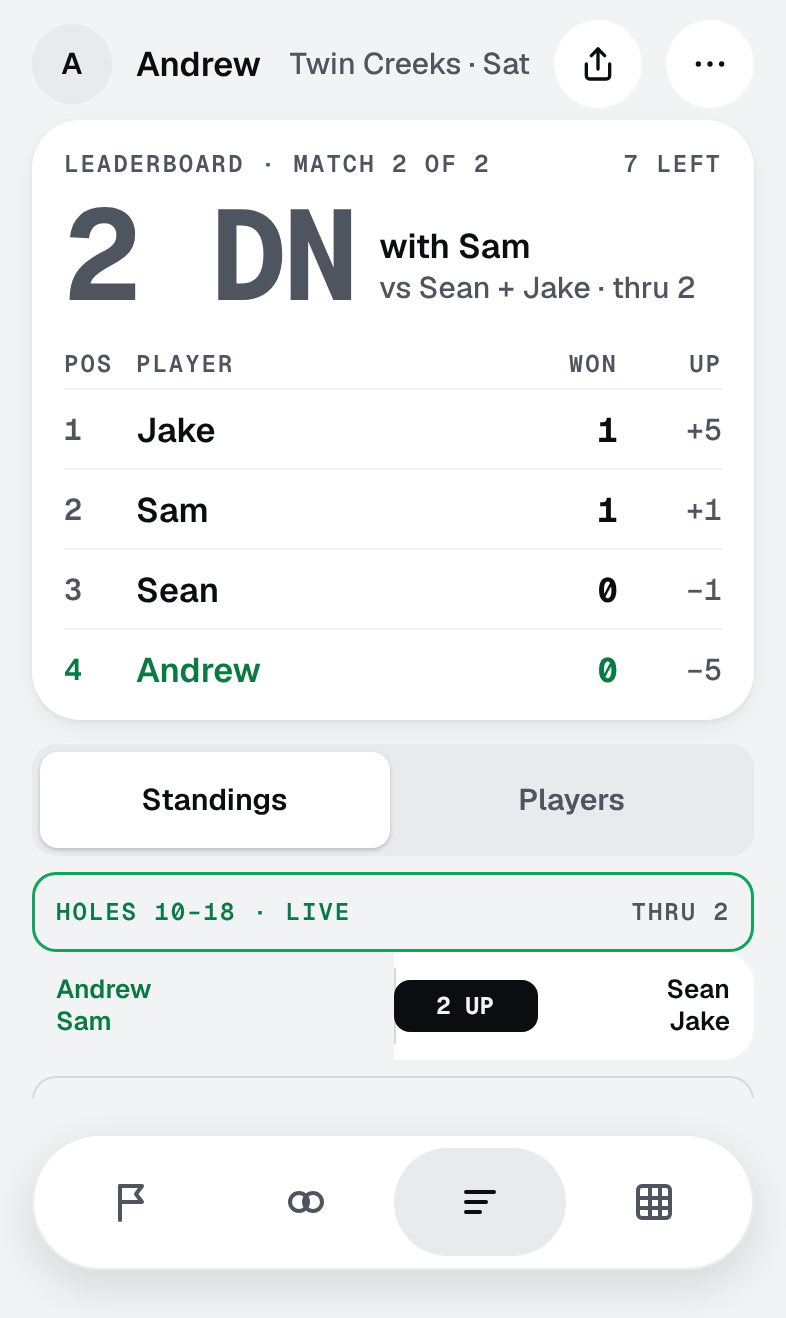 A Andrew Twin Creeks · Sat
LEADERBOARD · MATCH 2 OF 2 7 LEFT
2 DN
with Sam
vs Sean + Jake · thru 2
POS PLAYER WON UP
1 Jake 1 +5
2 Sam 1 +1
3 Sean 0 −1
4 Andrew 0 −5
Standings Players
HOLES 10–18 · LIVE THRU 2
Andrew
Sam
2 UP
Sean
Jake